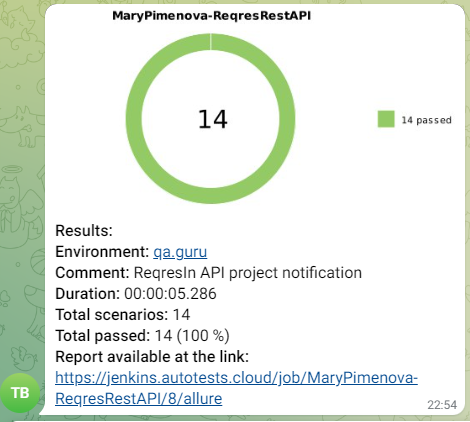 MaryPimenova-ReqresRestAPI
14
14 passed
Results:
Environment: qa.guru
Comment: ReqresIn API project notification
Duration: 00:00:05.286
Total scenarios: 14
Total passed: 14 (100 %)
Report available at the link:
https://jenkins.autotests.cloud/job/MaryPimenova-
ReqresRestAPI/8/allure
TB
22:54